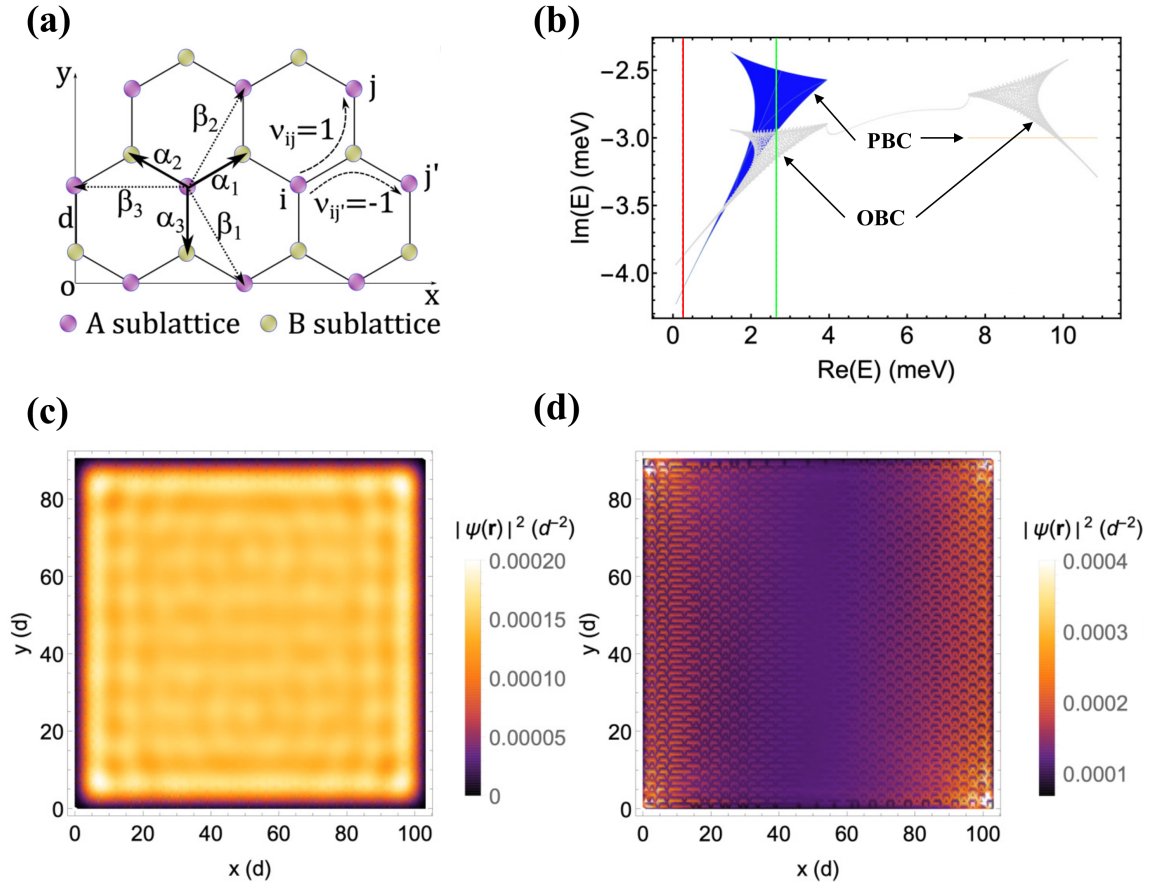 (a)
y
j
β₂
νᵢⱼ=1
α₂
α₁
j'
i
β₃
d
α₃
β₁
νᵢⱼ'=-1
o
x
A sublattice
B sublattice
(b)
Im(E) (meV)
−2.5
−3.0
−3.5
−4.0
PBC
OBC
0
2
4
6
8
10
Re(E) (meV)
(c)
y (d)
80
60
40
20
0
0
20
40
60
80
100
x (d)
| ψ(r) |² (d⁻²)
0.00020
0.00015
0.00010
0.00005
0
(d)
y (d)
80
60
40
20
0
0
20
40
60
80
100
x (d)
| ψ(r) |² (d⁻²)
0.0004
0.0003
0.0002
0.0001